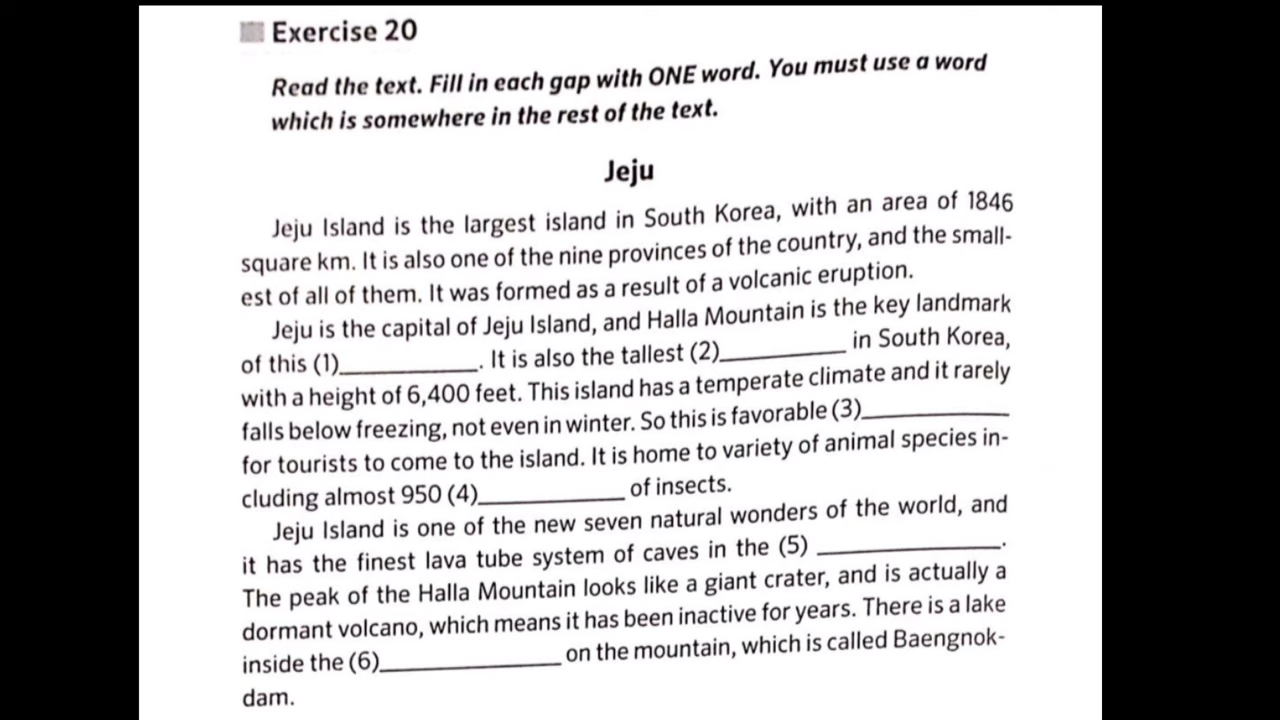 Exercise 20
Read the text. Fill in each gap with ONE word. You must use a word
which is somewhere in the rest of the text.
Jeju
Jeju Island is the largest island in South Korea, with an area of 1846
square km. It is also one of the nine provinces of the country, and the small-
est of all of them. It was formed as a result of a volcanic eruption.
Jeju is the capital of Jeju Island, and Halla Mountain is the key landmark
of this (1)____________. It is also the tallest (2)____________ in South Korea,
with a height of 6,400 feet. This island has a temperate climate and it rarely
falls below freezing, not even in winter. So this is favorable (3)____________
for tourists to come to the island. It is home to variety of animal species in-
cluding almost 950 (4)____________ of insects.
Jeju Island is one of the new seven natural wonders of the world, and
it has the finest lava tube system of caves in the (5) ____________.
The peak of the Halla Mountain looks like a giant crater, and is actually a
dormant volcano, which means it has been inactive for years. There is a lake
inside the (6)____________ on the mountain, which is called Baengnok-
dam.